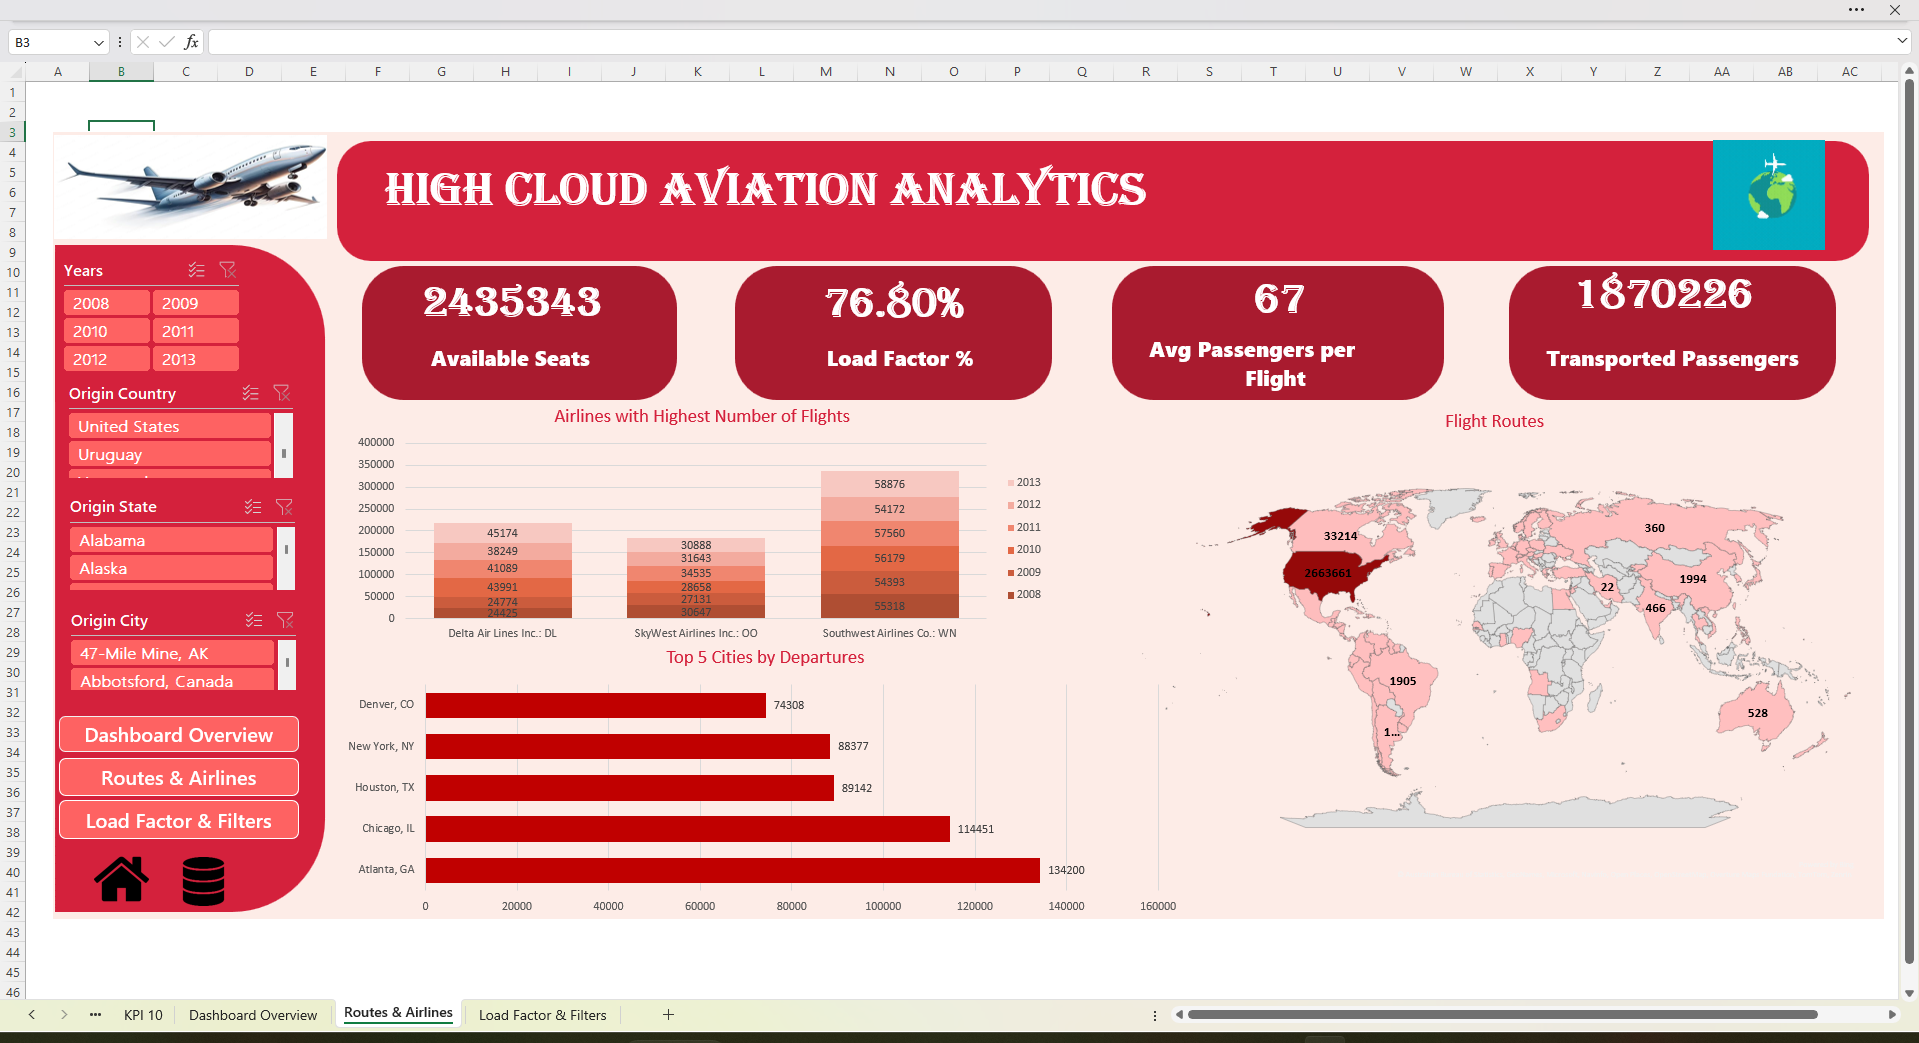 B3
fx
A B C D E F G H I J K L M N O P Q R S T U V W X Y Z AA AB AC
1
2
3
4
5
6
7
8
9
10
11
12
13
14
15
16
17
18
19
20
21
22
23
24
25
26
27
28
29
30
31
32
33
34
35
36
37
38
39
40
41
42
43
44
45
46
HIGH CLOUD AVIATION ANALYTICS
Years
2008 2009
2010 2011
2012 2013
Origin Country
United States
Uruguay
Origin State
Alabama
Alaska
Origin City
47-Mile Mine, AK
Abbotsford, Canada
Dashboard Overview
Routes & Airlines
Load Factor & Filters
2435343
Available Seats
76.80%
Load Factor %
67
Avg Passengers per
Flight
1870226
Transported Passengers
Airlines with Highest Number of Flights
400000
350000
300000
250000
200000
150000
100000
50000
0
45174
38249
41089
43991
24774
24425
30888
31643
34535
28658
27131
30647
58876
54172
57560
56179
54393
55318
Delta Air Lines Inc.: DL
SkyWest Airlines Inc.: OO
Southwest Airlines Co.: WN
2013
2012
2011
2010
2009
2008
Top 5 Cities by Departures
Denver, CO 74308
New York, NY 88377
Houston, TX 89142
Chicago, IL 114451
Atlanta, GA 134200
0 20000 40000 60000 80000 100000 120000 140000 160000
Flight Routes
33214
360
2663661
22
1994
466
1905
528
1...
KPI 10
Dashboard Overview
Routes & Airlines
Load Factor & Filters